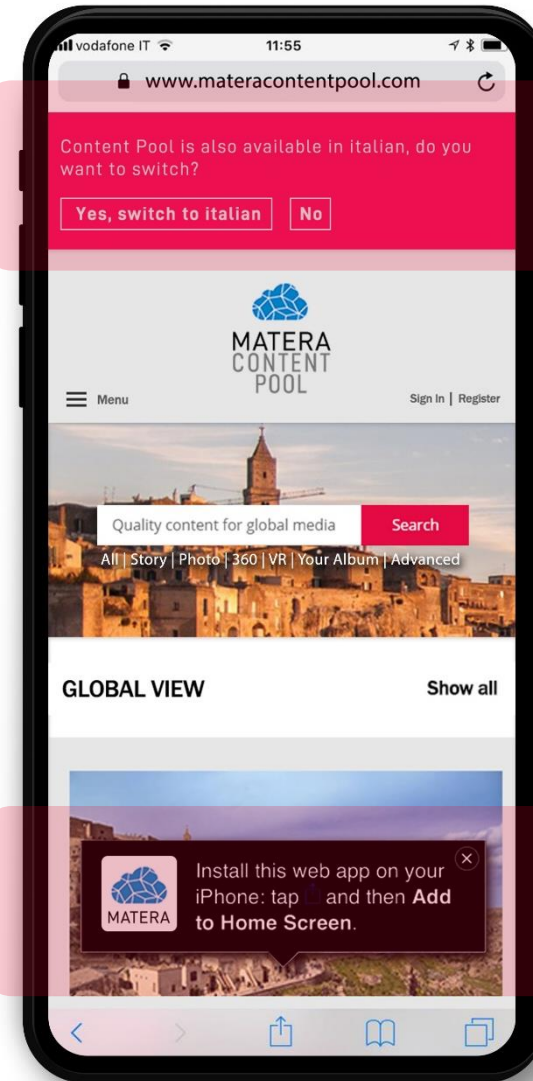 vodafone IT 11:55
www.materacontentpool.com
Content Pool is also available in italian, do you
want to switch?
Yes, switch to italian No
MATERA
CONTENT
POOL
Menu Sign In | Register
Quality content for global media Search
All | Story | Photo | 360 | VR | Your Album | Advanced
GLOBAL VIEW Show all
Install this web app on your
iPhone: tap and then Add
to Home Screen.
MATERA